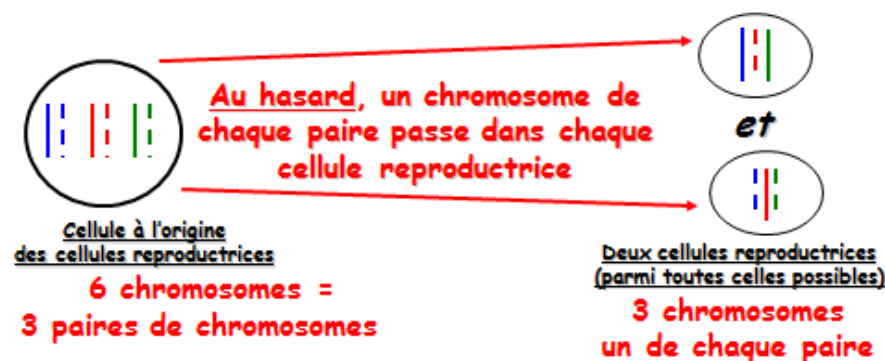 Au hasard, un chromosome de
chaque paire passe dans chaque
cellule reproductrice
et
Cellule à l'origine
des cellules reproductrices
6 chromosomes =
3 paires de chromosomes
Deux cellules reproductrices
(parmi toutes celles possibles)
3 chromosomes
un de chaque paire